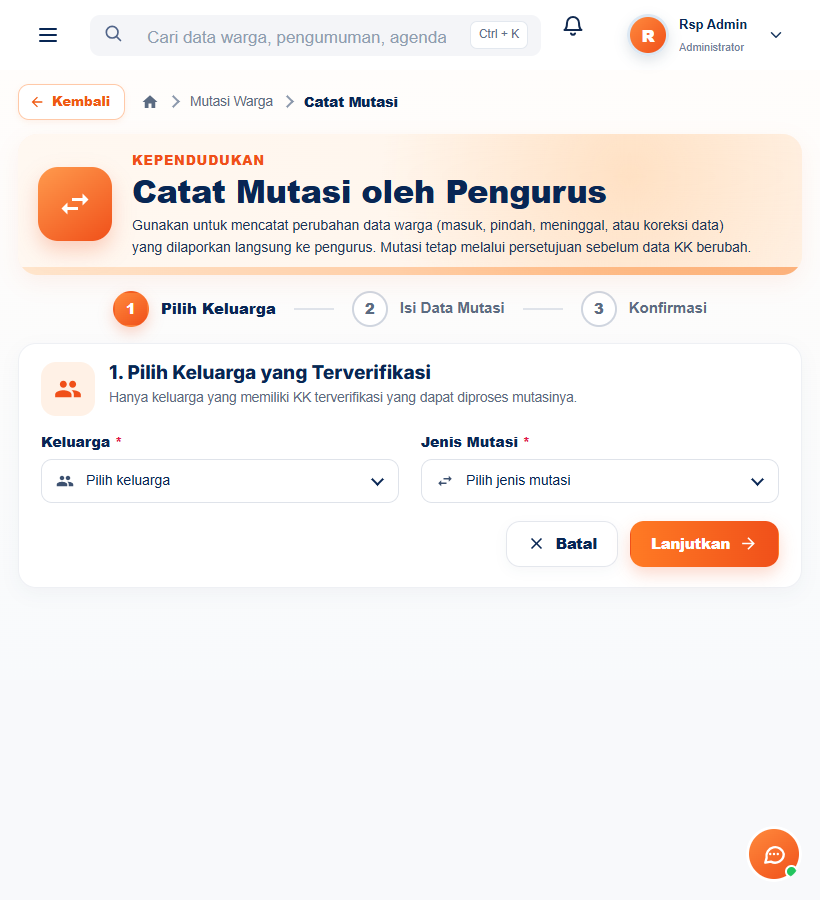 Cari data warga, pengumuman, agenda
Ctrl + K
R
Rsp Admin
Administrator
Kembali
Mutasi Warga
Catat Mutasi
KEPENDUDUKAN
Catat Mutasi oleh Pengurus
Gunakan untuk mencatat perubahan data warga (masuk, pindah, meninggal, atau koreksi data)
yang dilaporkan langsung ke pengurus. Mutasi tetap melalui persetujuan sebelum data KK berubah.
1 Pilih Keluarga
2 Isi Data Mutasi
3 Konfirmasi
1. Pilih Keluarga yang Terverifikasi
Hanya keluarga yang memiliki KK terverifikasi yang dapat diproses mutasinya.
Keluarga *
Jenis Mutasi *
Pilih keluarga
Pilih jenis mutasi
Batal
Lanjutkan